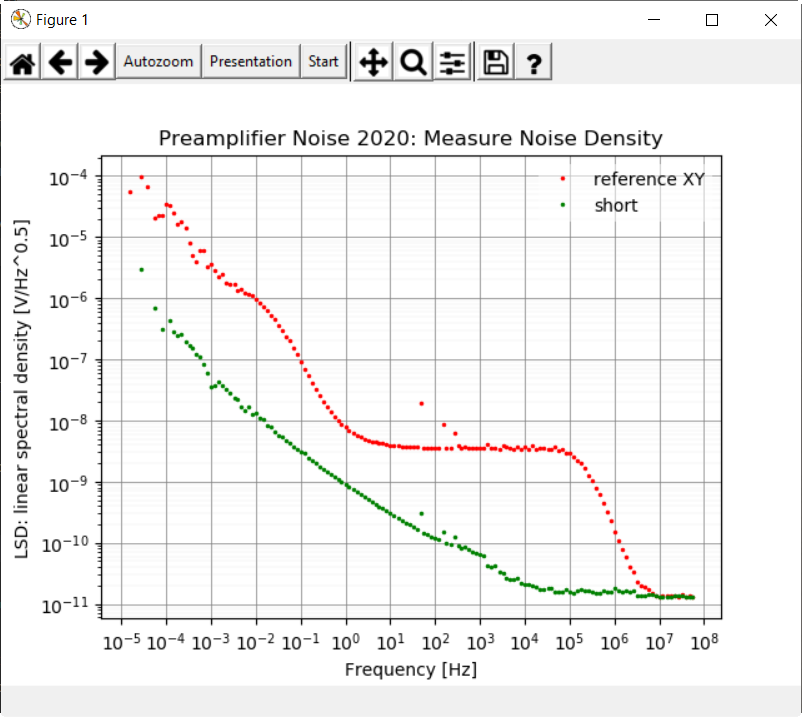 Figure 1
Autozoom Presentation Start ?
Preamplifier Noise 2020: Measure Noise Density
reference XY
short
LSD: linear spectral density [V/Hz^0.5]
10⁻⁴
10⁻⁵
10⁻⁶
10⁻⁷
10⁻⁸
10⁻⁹
10⁻¹⁰
10⁻¹¹
10⁻⁵ 10⁻⁴ 10⁻³ 10⁻² 10⁻¹ 10⁰ 10¹ 10² 10³ 10⁴ 10⁵ 10⁶ 10⁷ 10⁸
Frequency [Hz]